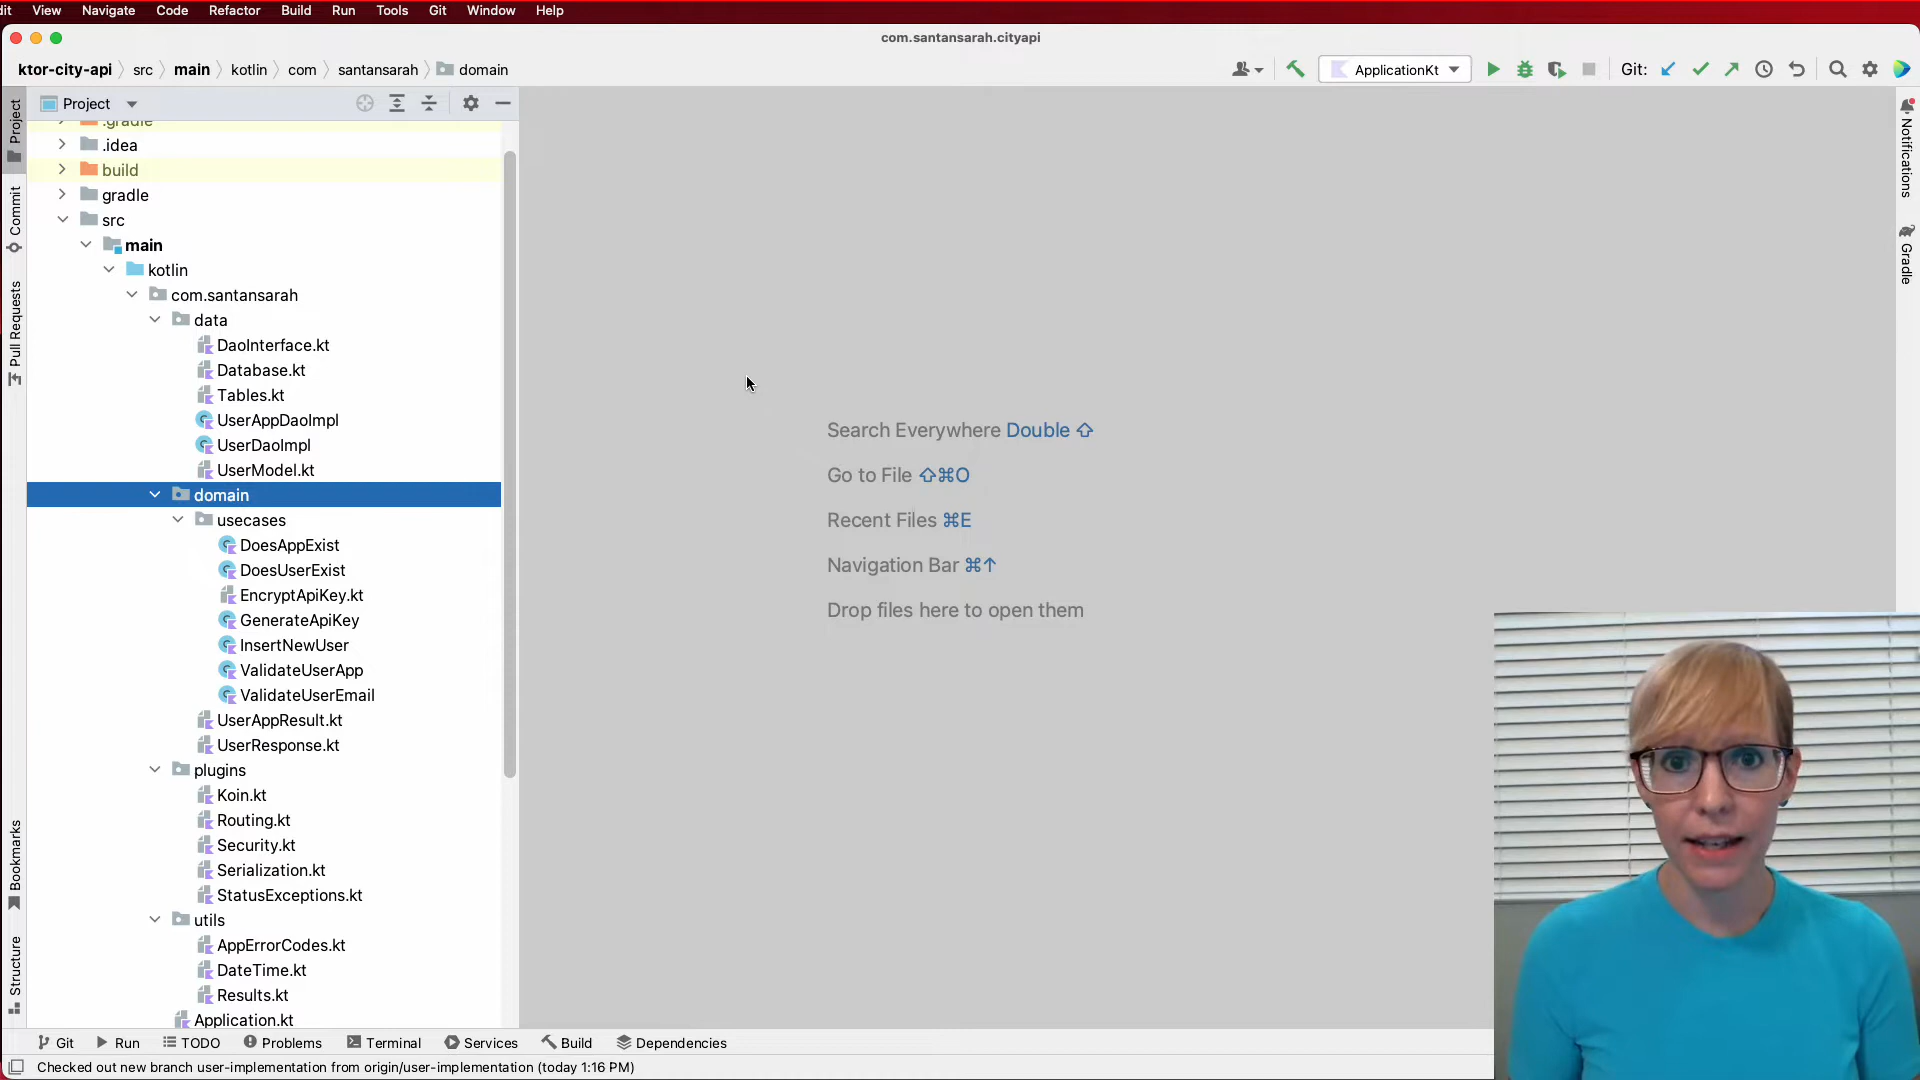 dit View Navigate Code Refactor Build Run Tools Git Window Help
com.santansarah.cityapi
ktor-city-api src main kotlin com santansarah domain
ApplicationKt
Git:
Project
.gradle
.idea
build
gradle
src
main
kotlin
com.santansarah
data
DaoInterface.kt
Database.kt
Tables.kt
UserAppDaoImpl
UserDaoImpl
UserModel.kt
domain
usecases
DoesAppExist
DoesUserExist
EncryptApiKey.kt
GenerateApiKey
InsertNewUser
ValidateUserApp
ValidateUserEmail
UserAppResult.kt
UserResponse.kt
plugins
Koin.kt
Routing.kt
Security.kt
Serialization.kt
StatusExceptions.kt
utils
AppErrorCodes.kt
DateTime.kt
Results.kt
Application.kt
Project
Commit
Pull Requests
Bookmarks
Structure
Search Everywhere Double ⇧
Go to File ⇧⌘O
Recent Files ⌘E
Navigation Bar ⌘↑
Drop files here to open them
Notifications
Gradle
Git Run TODO Problems Terminal Services Build Dependencies
Checked out new branch user-implementation from origin/user-implementation (today 1:16 PM)